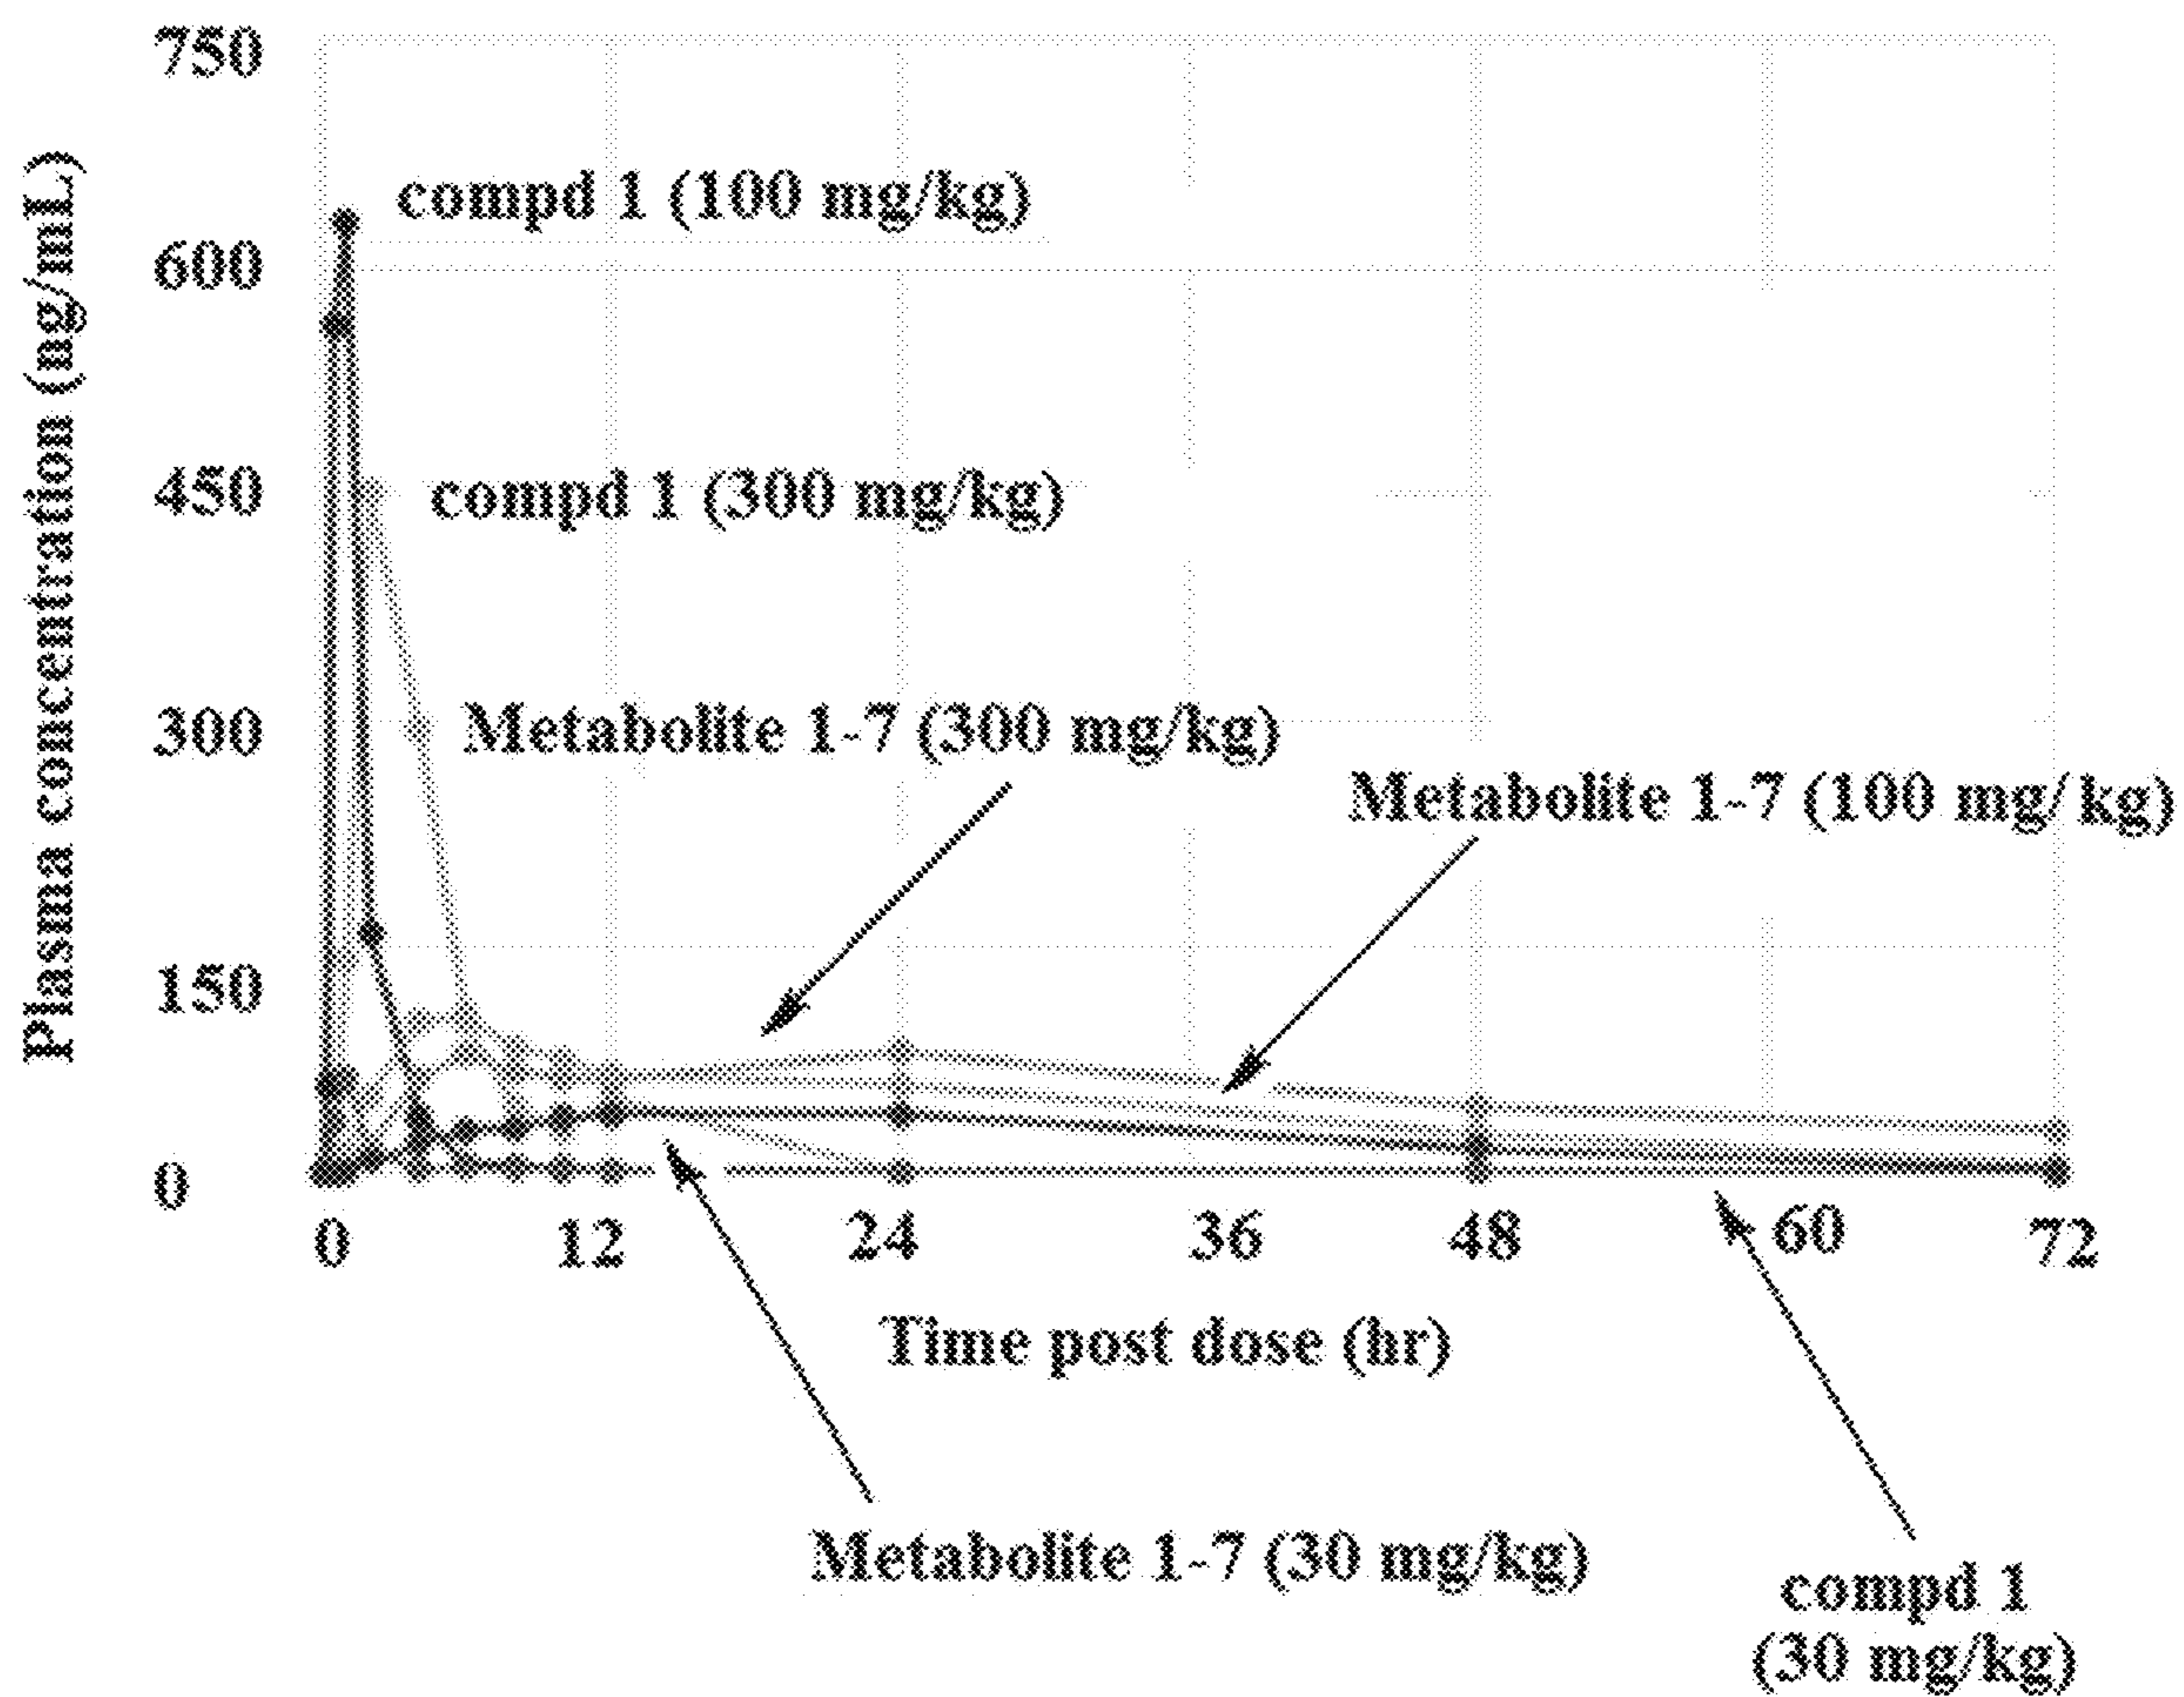 750
compd 1 (100 mg/kg)
600
450
compd 1 (300 mg/kg)
300
Metabolite 1-7 (300 mg/kg)
Metabolite 1-7 (100 mg/kg)
150
0
Plasma concentration (ng/mL)
0 12 24 36 48 60 72
Time post dose (hr)
Metabolite 1-7 (30 mg/kg)
compd 1
(30 mg/kg)